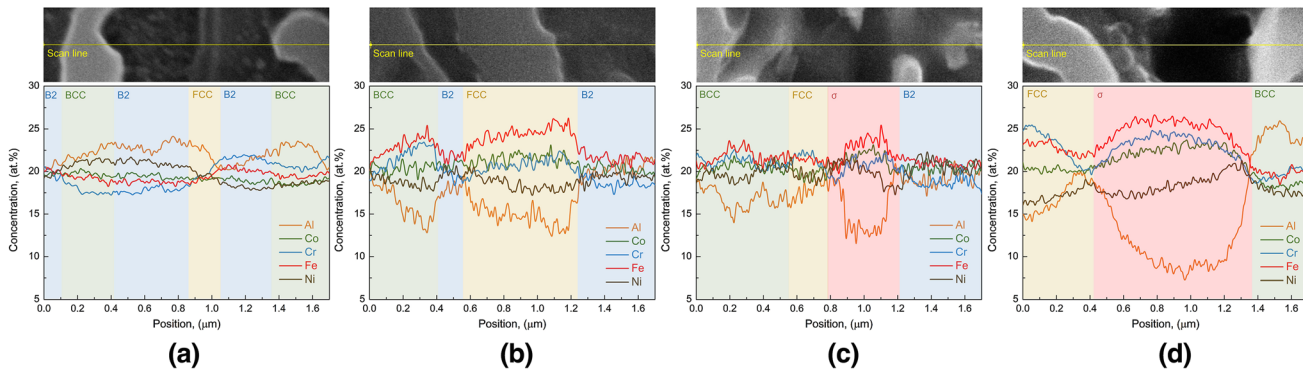 Scan line
Scan line
Scan line
Scan line
30
25
20
15
10
5
Concentration, (at.%)
B2 BCC B2 FCC B2 BCC
Al
Co
Cr
Fe
Ni
0.0 0.2 0.4 0.6 0.8 1.0 1.2 1.4 1.6
Position, (μm)
(a)
30
25
20
15
10
5
Concentration, (at.%)
BCC B2 FCC B2
Al
Co
Cr
Fe
Ni
0.0 0.2 0.4 0.6 0.8 1.0 1.2 1.4 1.6
Position, (μm)
(b)
30
25
20
15
10
5
Concentration, (at.%)
BCC FCC σ B2
Al
Co
Cr
Fe
Ni
0.0 0.2 0.4 0.6 0.8 1.0 1.2 1.4 1.6
Position, (μm)
(c)
30
25
20
15
10
5
Concentration, (at.%)
FCC σ BCC
Al
Co
Cr
Fe
Ni
0.0 0.2 0.4 0.6 0.8 1.0 1.2 1.4 1.6
Position, (μm)
(d)